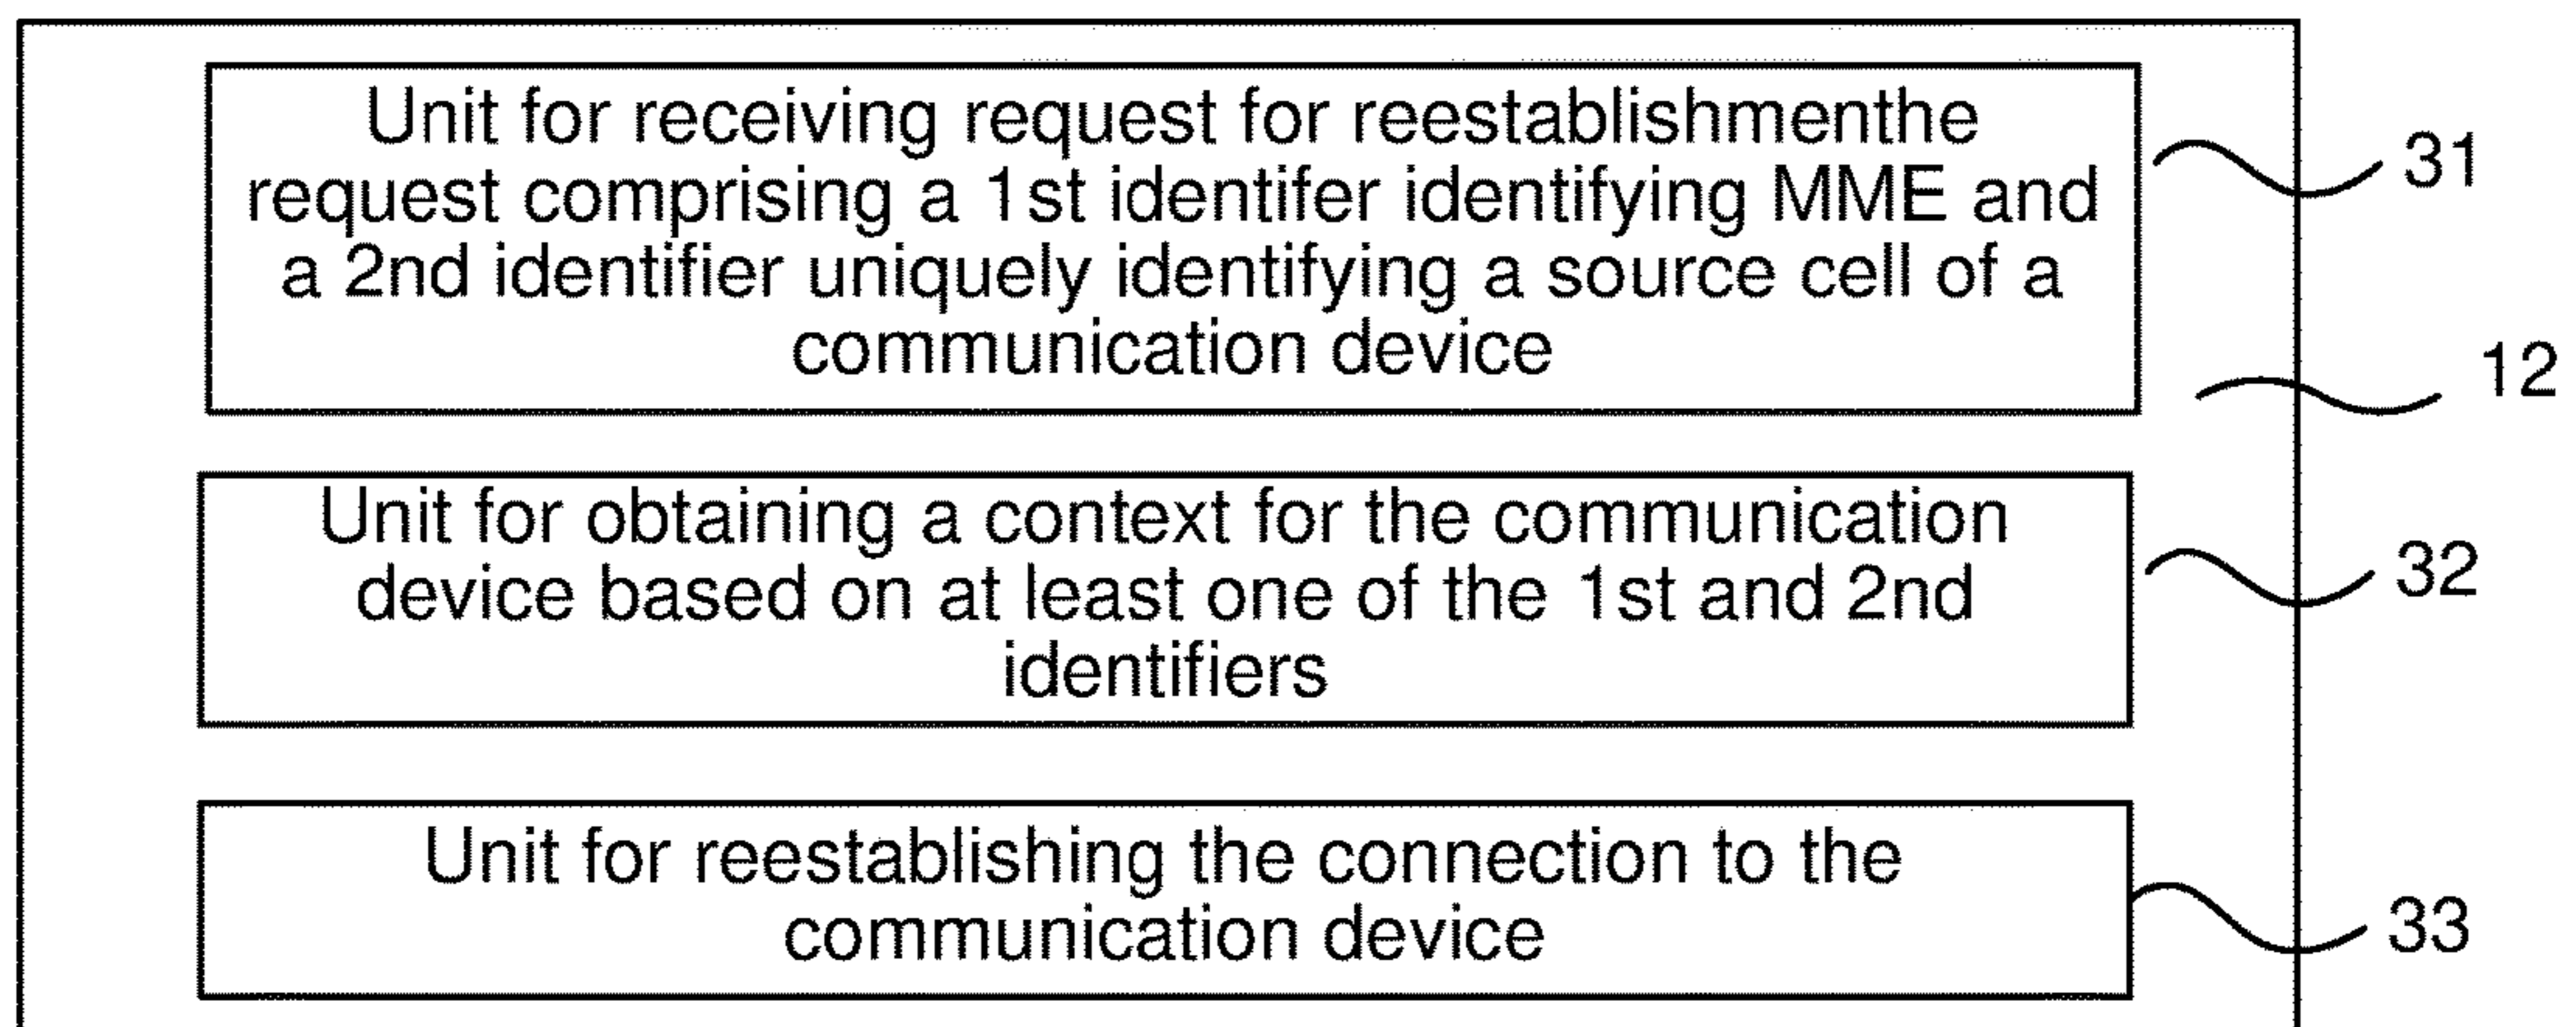 Unit for receiving request for reestablishmenthe
request comprising a 1st identifer identifying MME and
a 2nd identifier uniquely identifying a source cell of a
communication device
31
12
Unit for obtaining a context for the communication
device based on at least one of the 1st and 2nd
identifiers
32
Unit for reestablishing the connection to the
communication device
33